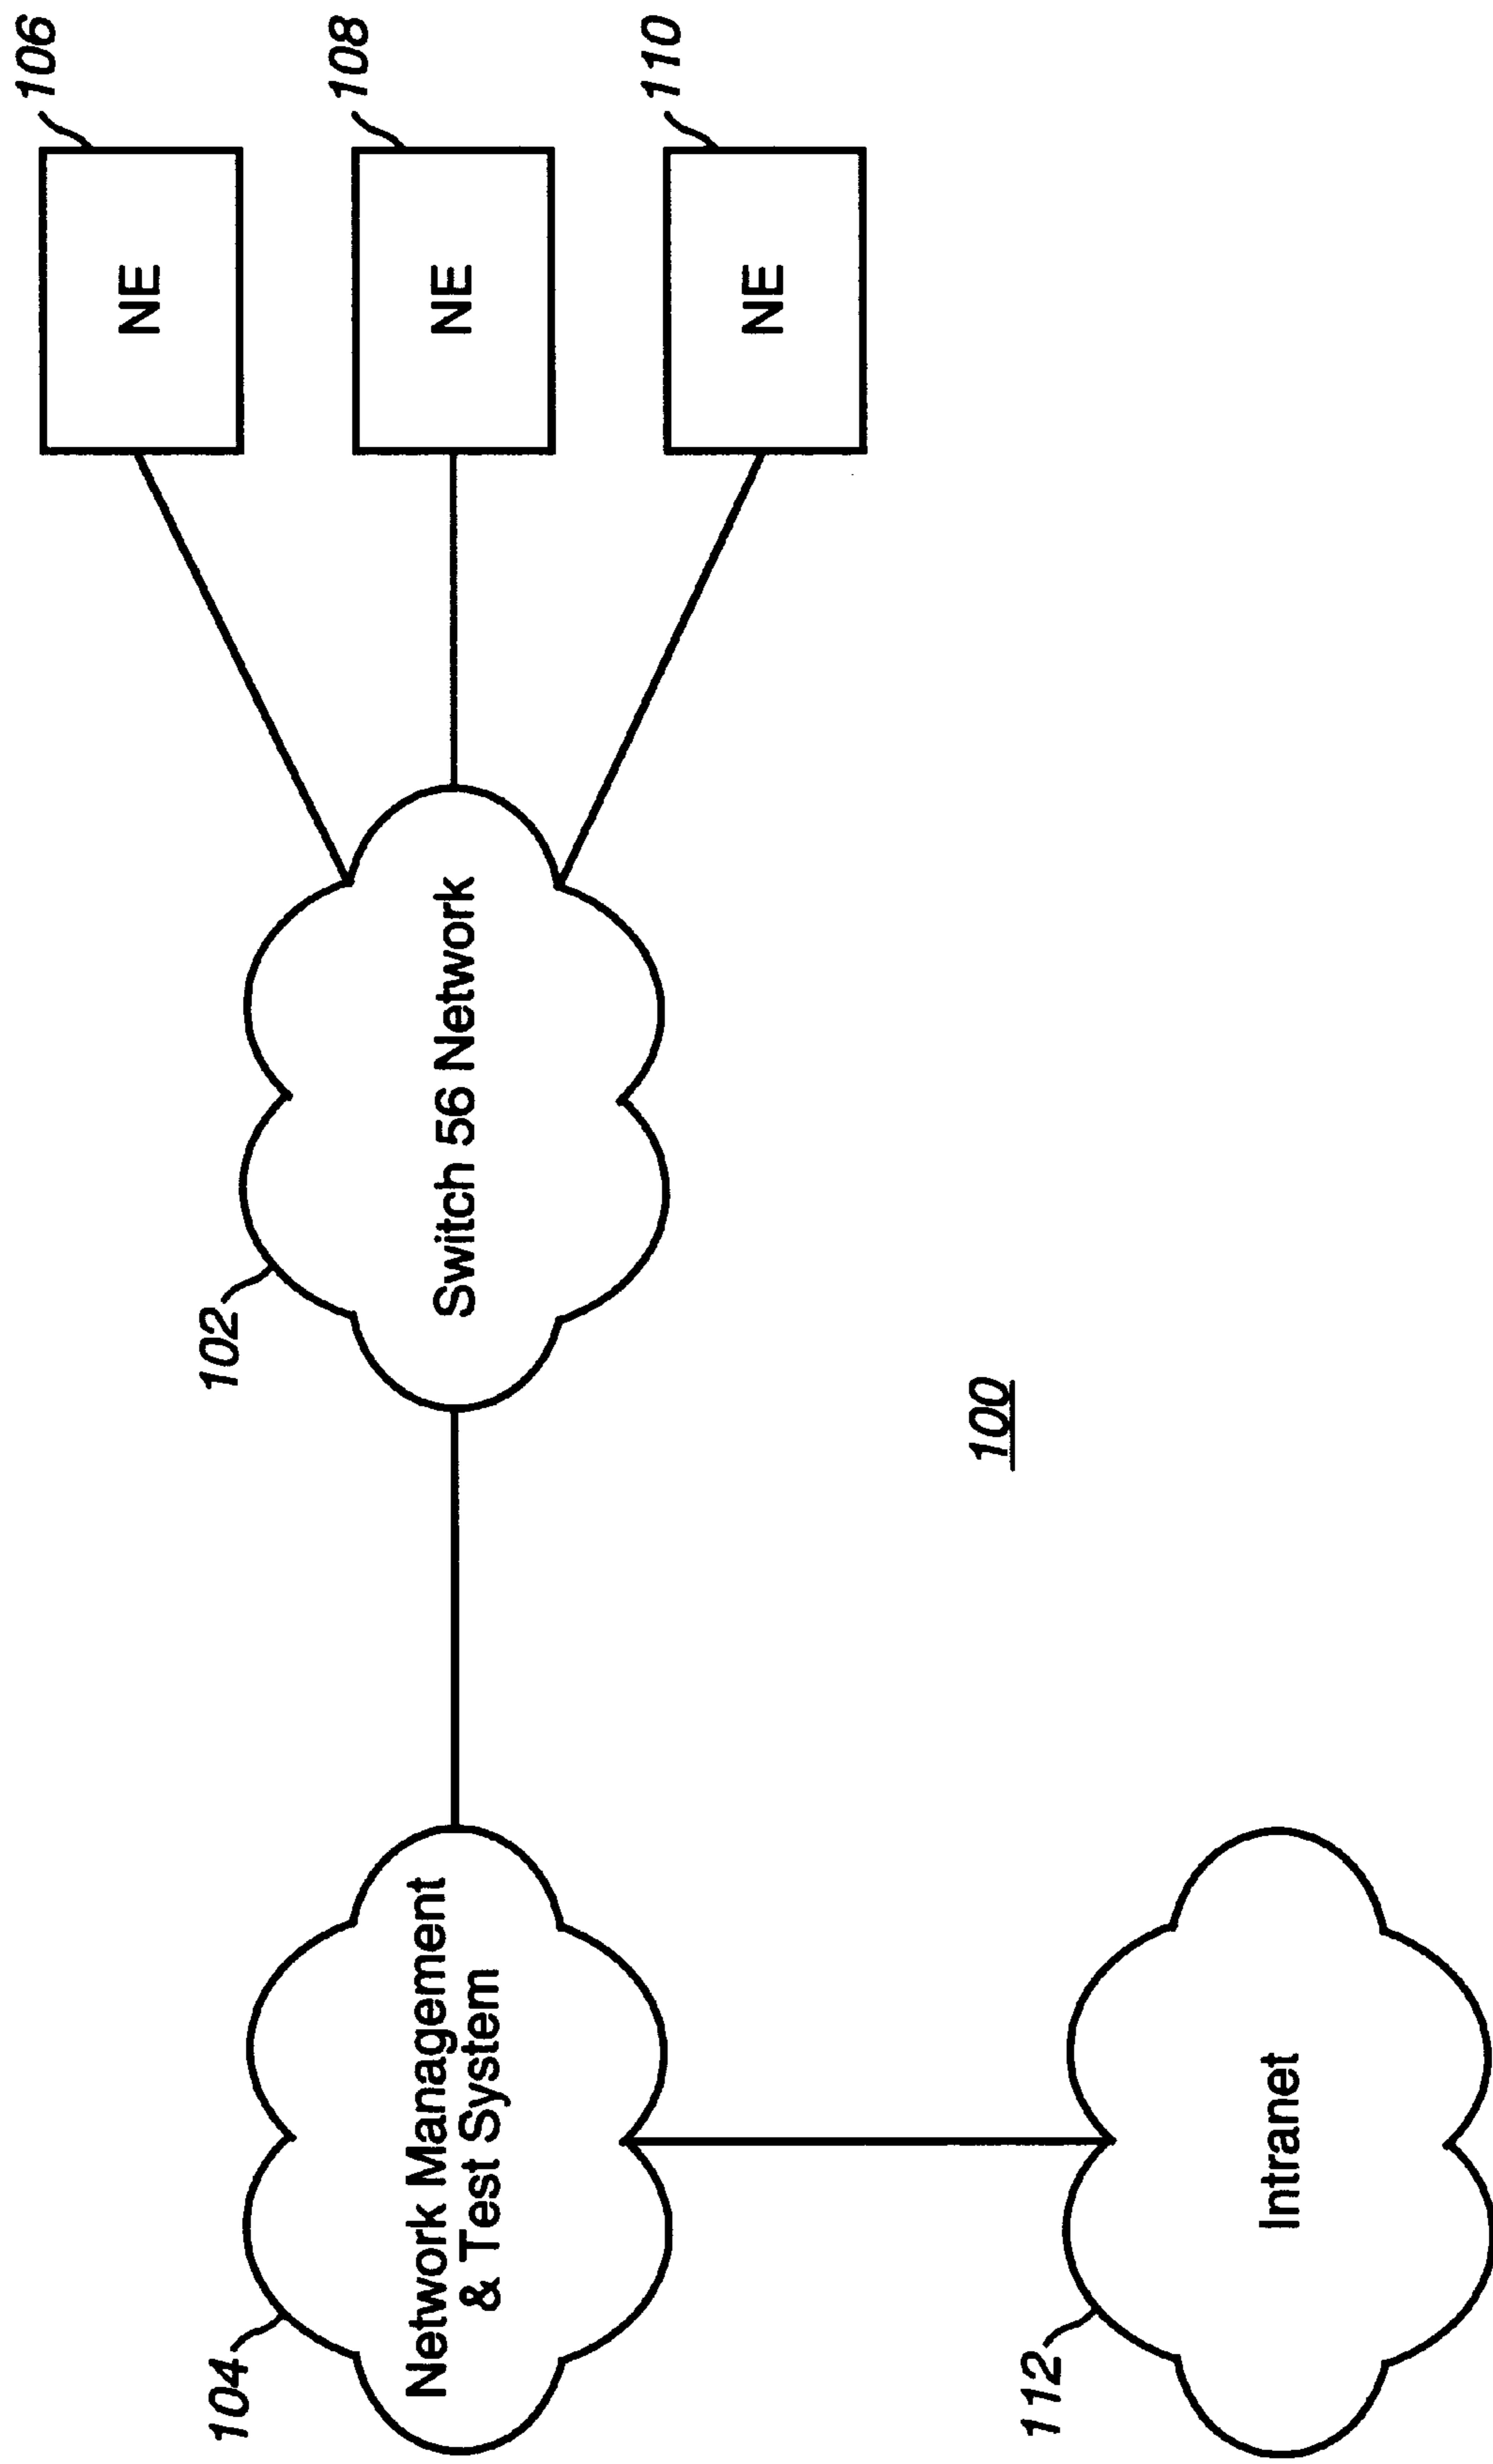 106
NE
108
NE
110
NE
102
Switch 56 Network
104
Network Management
& Test System
100
112
Intranet